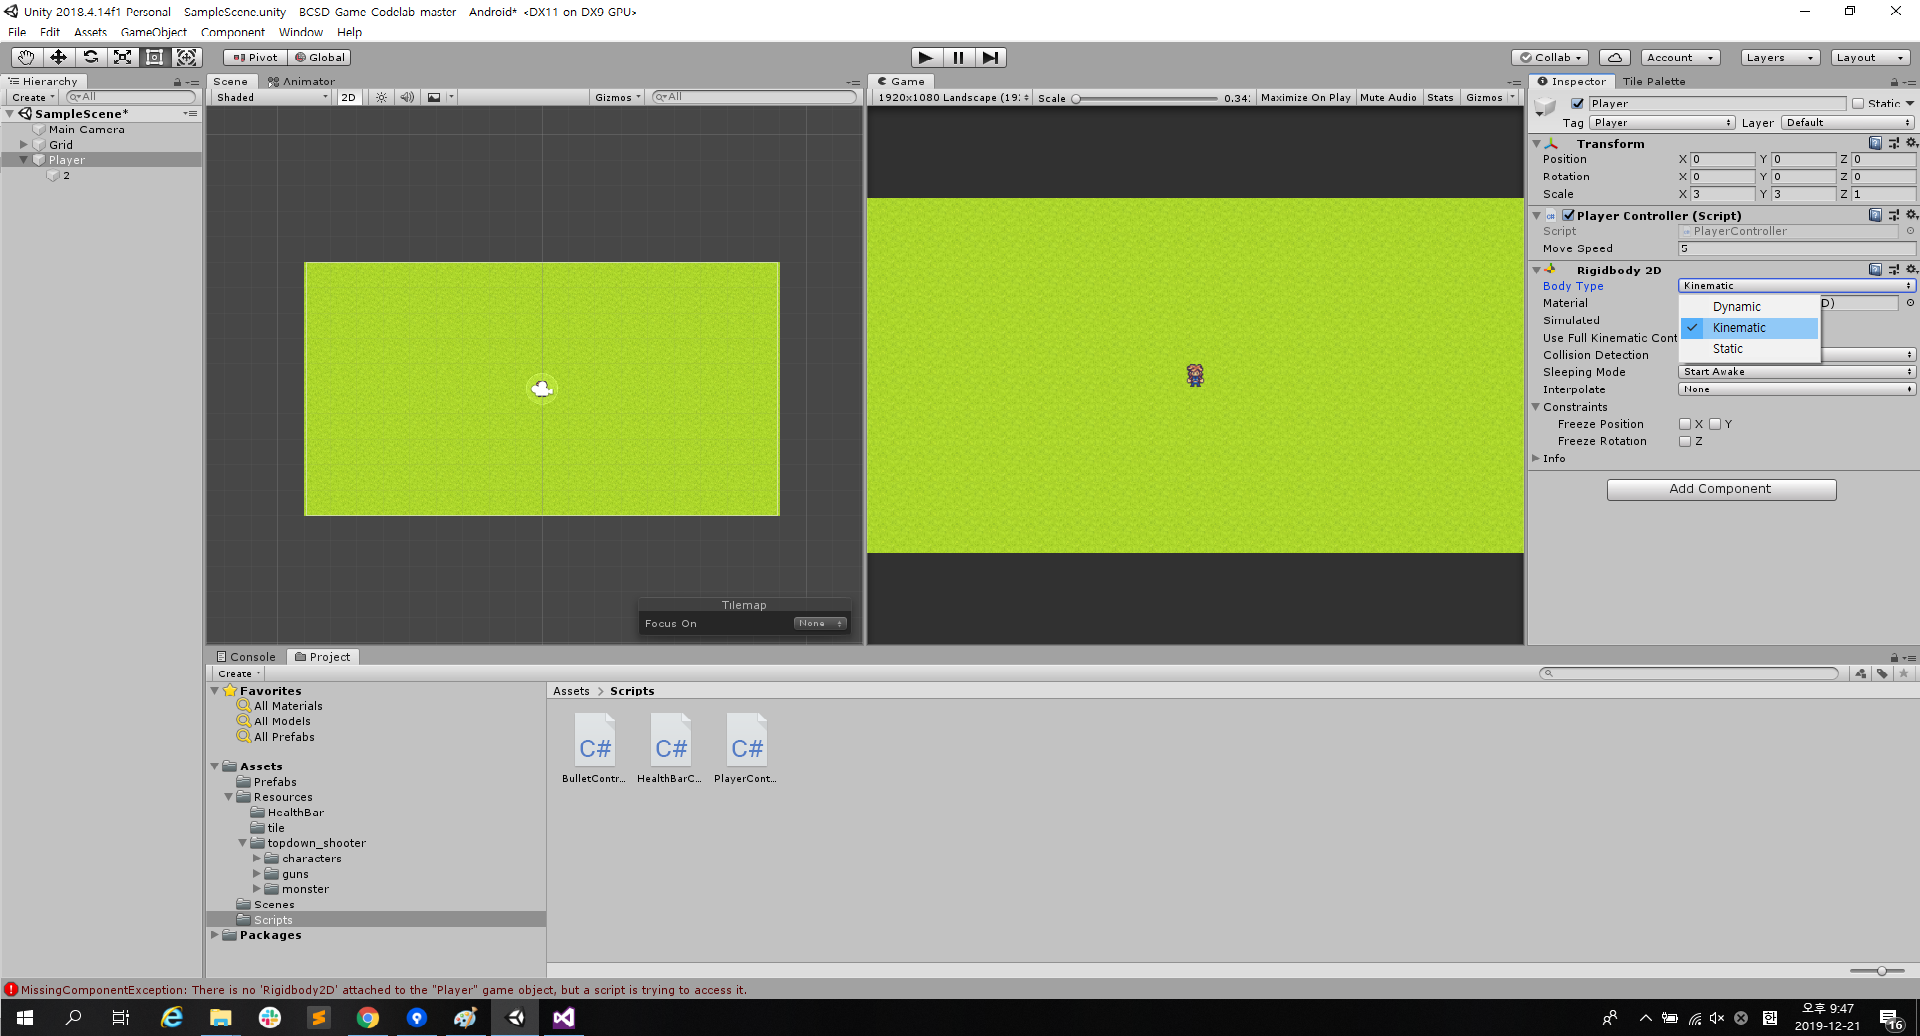 Unity 2018.4.14f1 Personal - SampleScene.unity - BCSD-Game-Codelab-master - Android* <DX11 on DX9 GPU>
File Edit Assets GameObject Component Window Help
Pivot Global Collab Account Layers Layout
Hierarchy
Create All
SampleScene*
Main Camera
Grid
Player
2
Scene Animator
Shaded 2D Gizmos All
Tilemap
Focus On None
Game
1920x1080 Landscape (19: Scale 0.34: Maximize On Play Mute Audio Stats Gizmos
Inspector Tile Palette
Player Static
Tag Player Layer Default
Transform
Position X 0 Y 0 Z 0
Rotation X 0 Y 0 Z 0
Scale X 3 Y 3 Z 1
Player Controller (Script)
Script PlayerController
Move Speed 5
Rigidbody 2D
Body Type Kinematic
Material D)
Dynamic
Simulated
Kinematic
Use Full Kinematic Cont
Static
Collision Detection
Sleeping Mode Start Awake
Interpolate None
Constraints
Freeze Position X Y
Freeze Rotation Z
Info
Add Component
Console Project
Create
Favorites
All Materials
All Models
All Prefabs
Assets
Prefabs
Resources
HealthBar
tile
topdown_shooter
characters
guns
monster
Scenes
Scripts
Packages
Assets > Scripts
C# C# C#
BulletContr... HealthBarC... PlayerCont...
MissingComponentException: There is no 'Rigidbody2D' attached to the "Player" game object, but a script is trying to access it.
한
오후 9:47
2019-12-21
16